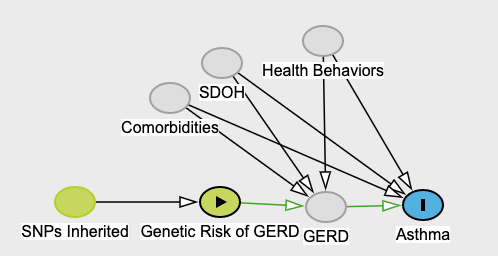 Health Behaviors
SDOH
Comorbidities
SNPs Inherited
Genetic Risk of GERD
GERD
Asthma